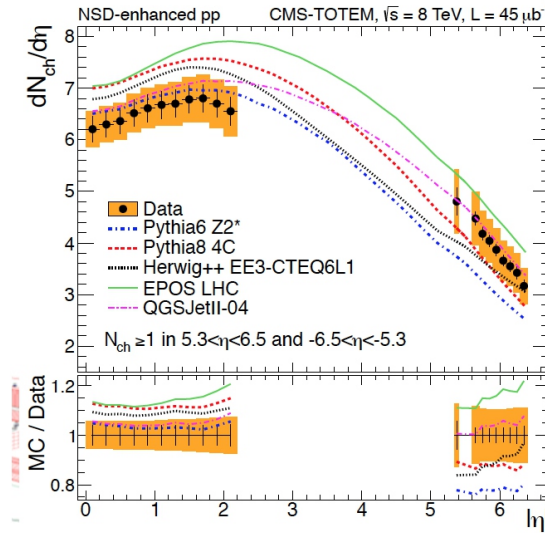 NSD-enhanced pp CMS-TOTEM, √s = 8 TeV, L = 45 μb⁻
dN_ch/dη
8
7
6
5
4
3
2
Data
Pythia6 Z2*
Pythia8 4C
Herwig++ EE3-CTEQ6L1
EPOS LHC
QGSJetII-04
N_ch ≥1 in 5.3<η<6.5 and -6.5<η<-5.3
MC / Data
1.2
1
0.8
0 1 2 3 4 5 6
|η